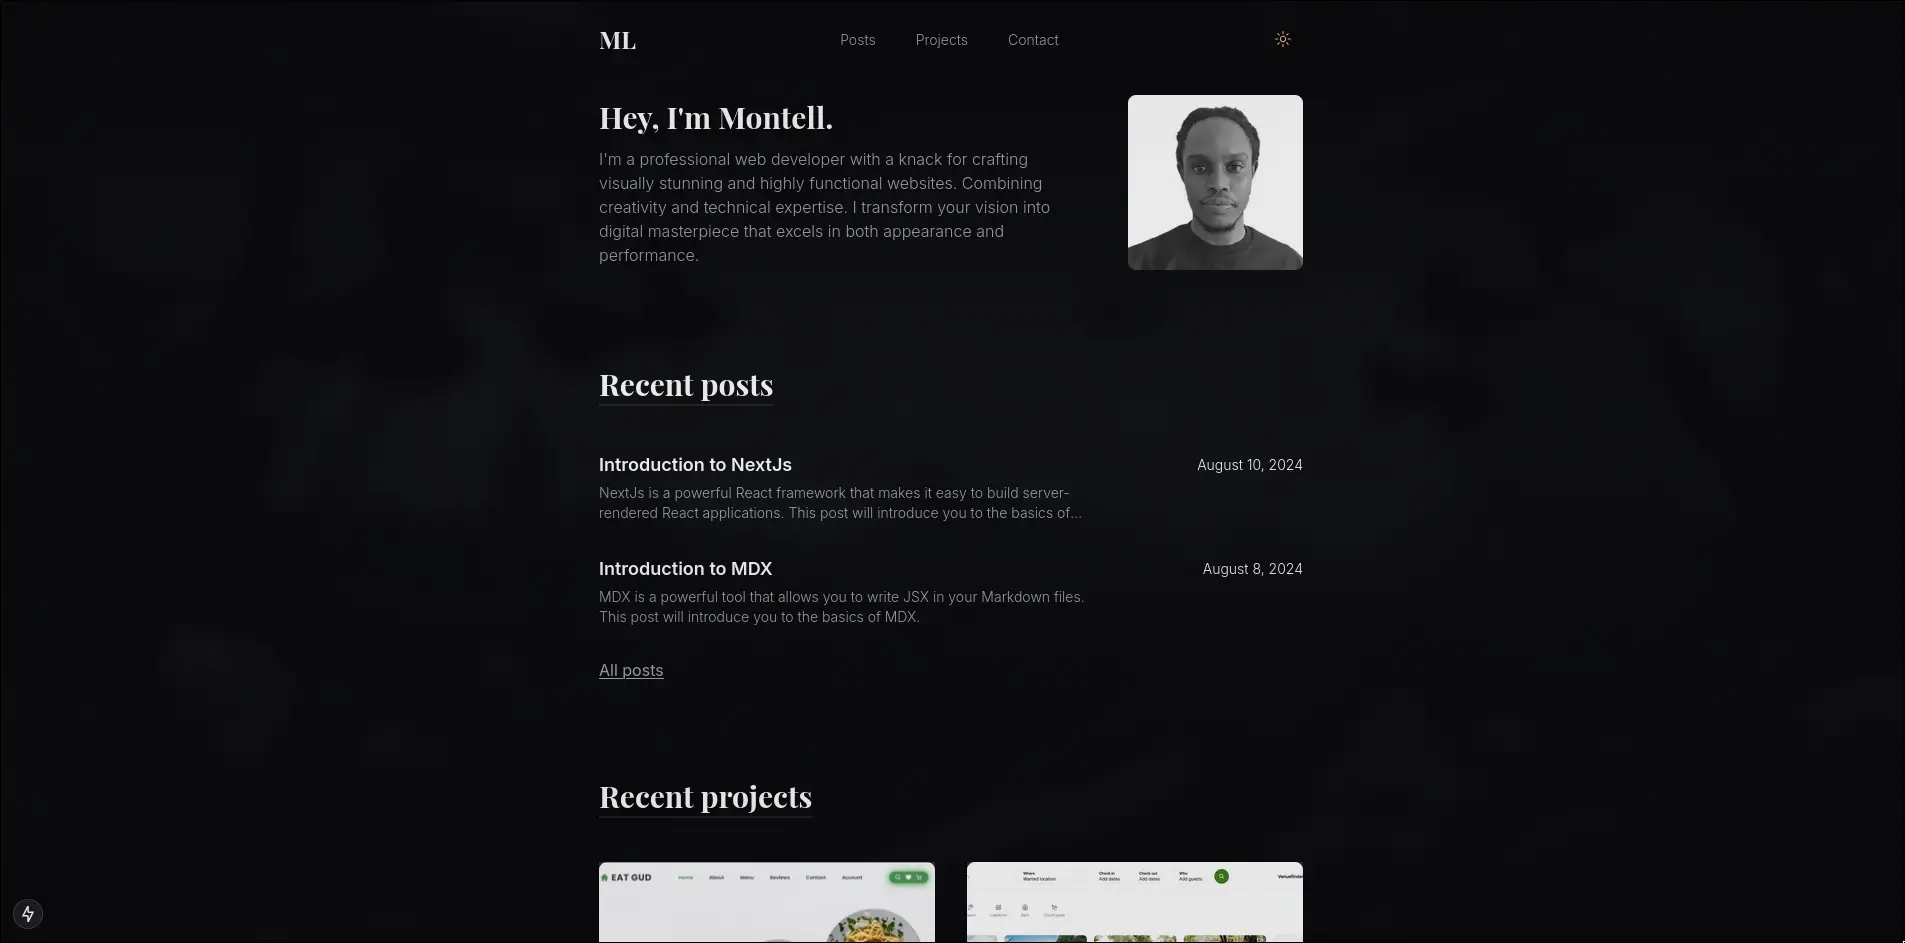 ML
Posts
Projects
Contact
Hey, I'm Montell.
I'm a professional web developer with a knack for crafting
visually stunning and highly functional websites. Combining
creativity and technical expertise. I transform your vision into
digital masterpiece that excels in both appearance and
performance.
Recent posts
Introduction to NextJs
August 10, 2024
NextJs is a powerful React framework that makes it easy to build server-
rendered React applications. This post will introduce you to the basics of...
Introduction to MDX
August 8, 2024
MDX is a powerful tool that allows you to write JSX in your Markdown files.
This post will introduce you to the basics of MDX.
All posts
Recent projects
EAT GUD
Home
About
Menu
Reviews
Contact
Account
Where
Wanted location
Check in
Add dates
Check out
Add dates
Who
Add guests
Venuefinder